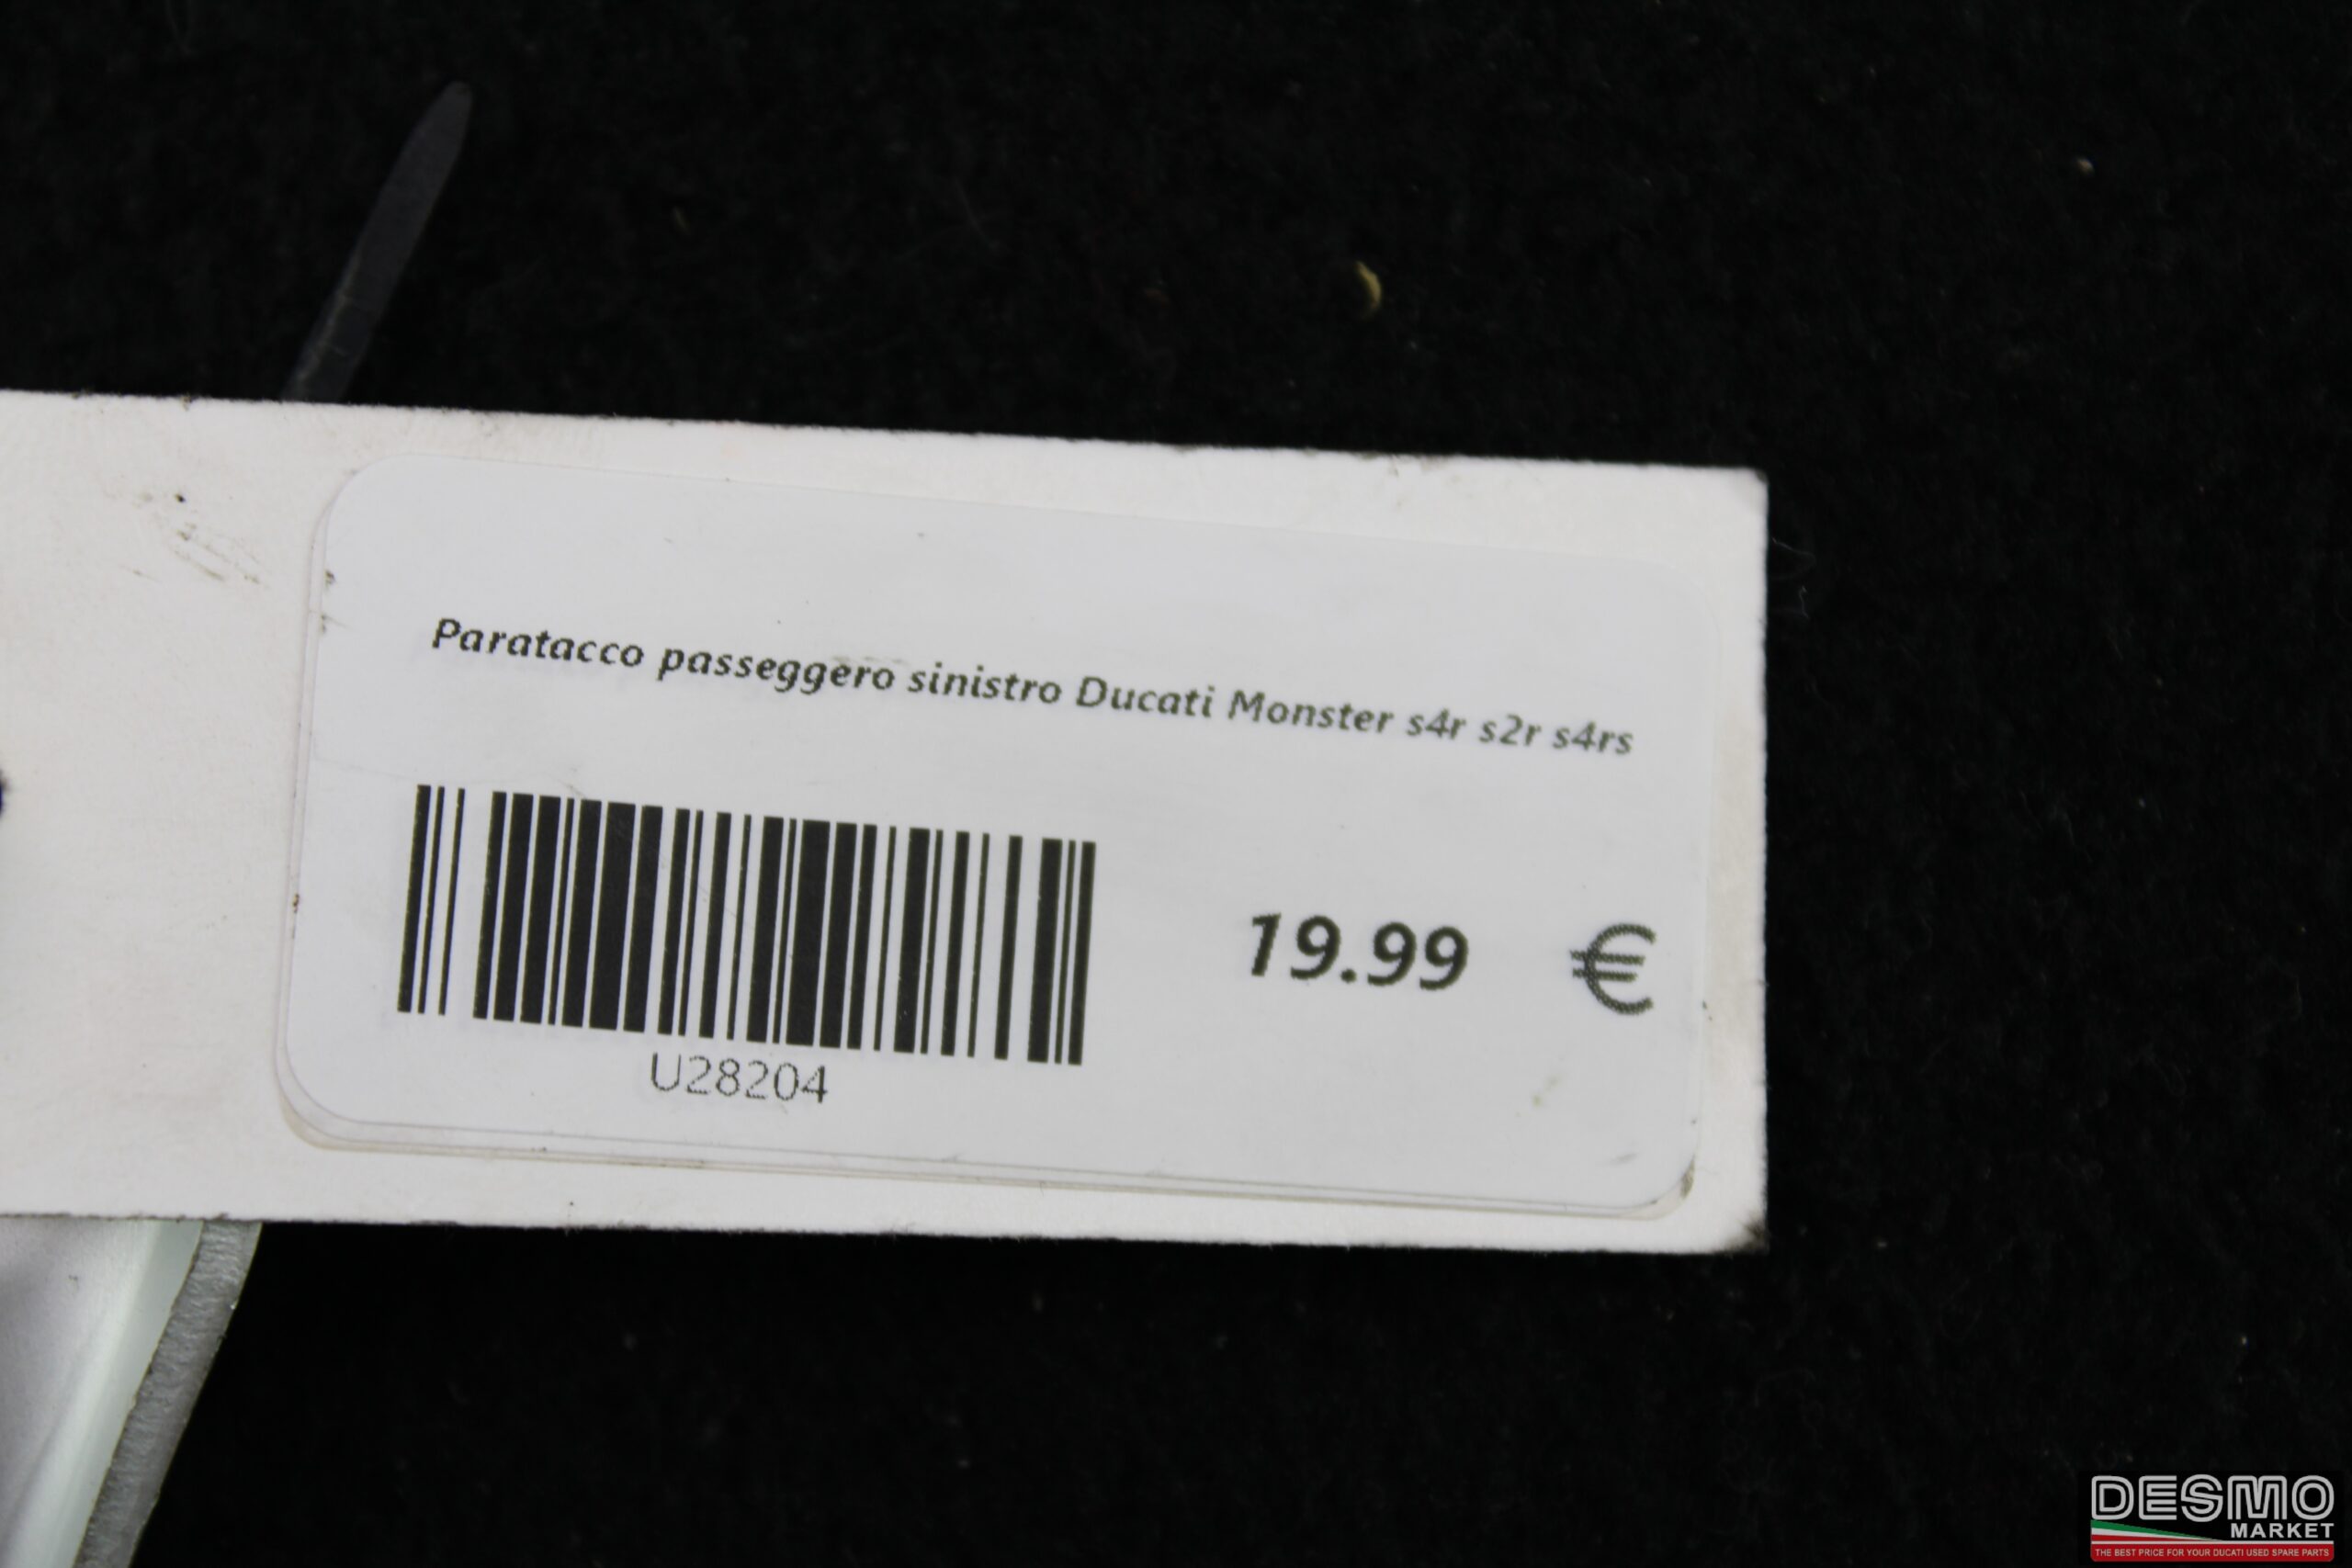 Paratacco passeggero sinistro Ducati Monster s4r s2r s4rs
19.99 €
U28204
DESMO
MARKET
THE BEST PRICE FOR YOUR DUCATI USED SPARE PARTS